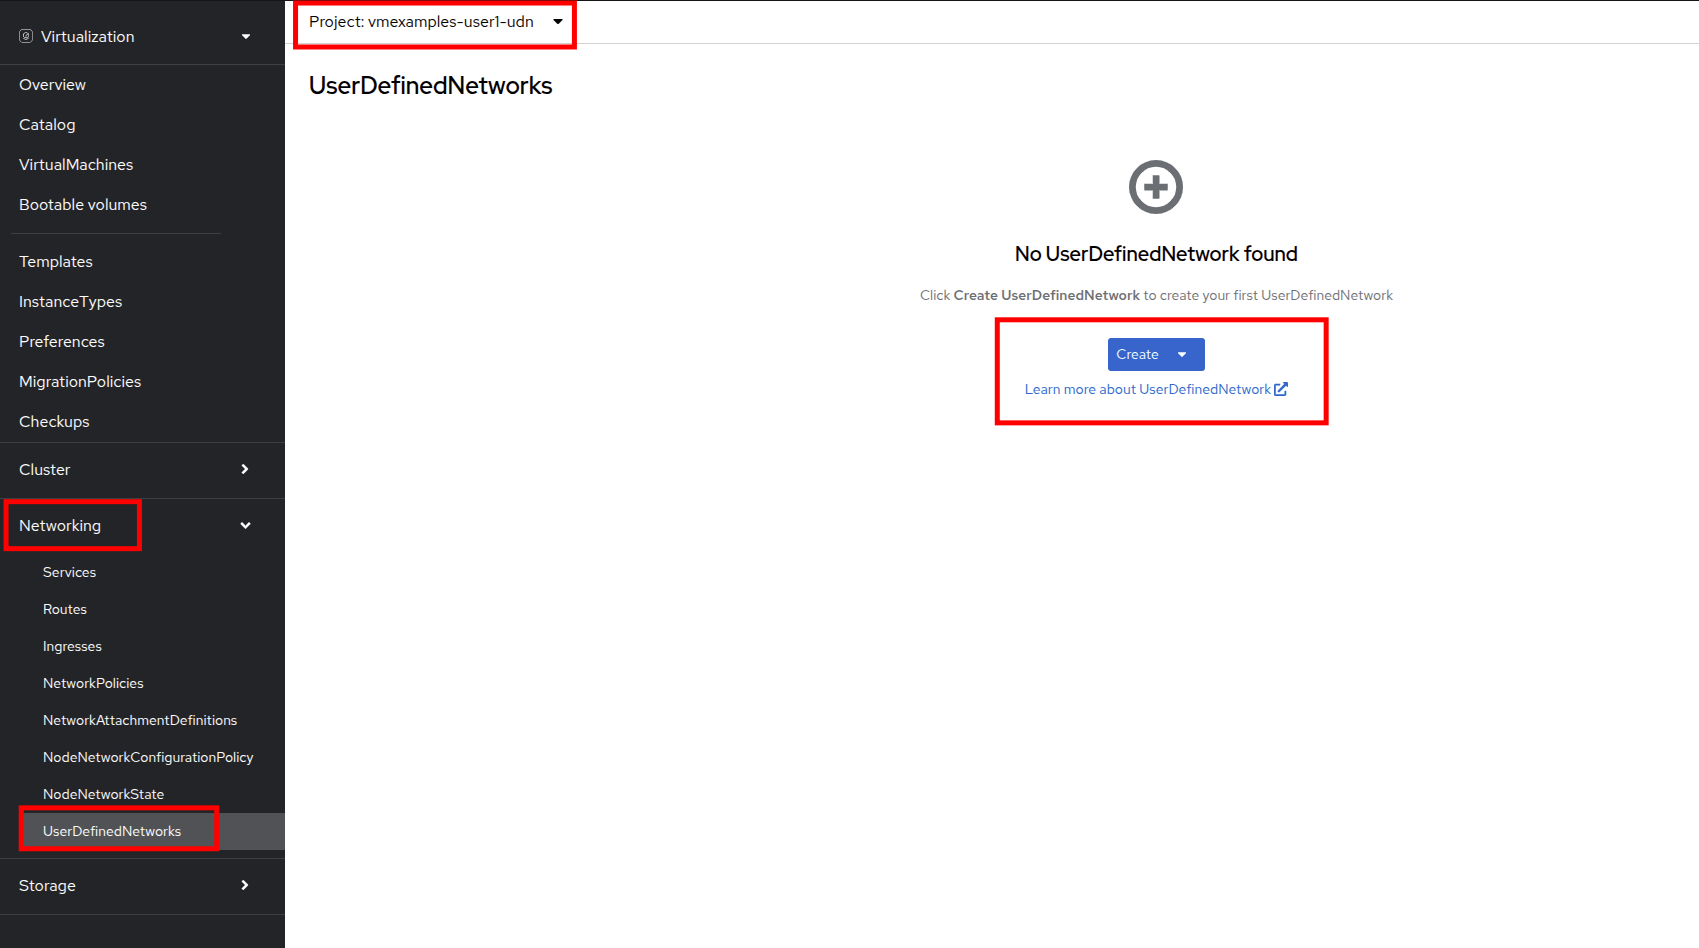 Virtualization
Overview
Catalog
VirtualMachines
Bootable volumes
Templates
InstanceTypes
Preferences
MigrationPolicies
Checkups
Cluster
Networking
Services
Routes
Ingresses
NetworkPolicies
NetworkAttachmentDefinitions
NodeNetworkConfigurationPolicy
NodeNetworkState
UserDefinedNetworks
Storage
Project: vmexamples-user1-udn
UserDefinedNetworks
No UserDefinedNetwork found
Click Create UserDefinedNetwork to create your first UserDefinedNetwork
Create
Learn more about UserDefinedNetwork